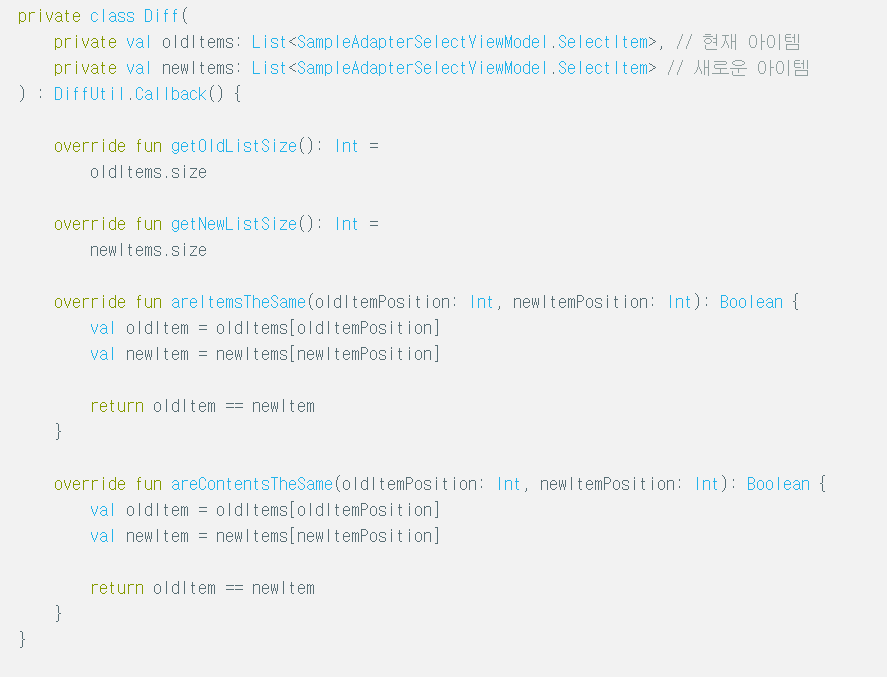 private class Diff(
    private val oldItems: List<SampleAdapterSelectViewModel.SelectItem>, // 현재 아이템
    private val newItems: List<SampleAdapterSelectViewModel.SelectItem> // 새로운 아이템
) : DiffUtil.Callback() {
    override fun getOldListSize(): Int =
        oldItems.size
    override fun getNewListSize(): Int =
        newItems.size
    override fun areItemsTheSame(oldItemPosition: Int, newItemPosition: Int): Boolean {
        val oldItem = oldItems[oldItemPosition]
        val newItem = newItems[newItemPosition]
        return oldItem == newItem
    }
    override fun areContentsTheSame(oldItemPosition: Int, newItemPosition: Int): Boolean {
        val oldItem = oldItems[oldItemPosition]
        val newItem = newItems[newItemPosition]
        return oldItem == newItem
    }
}